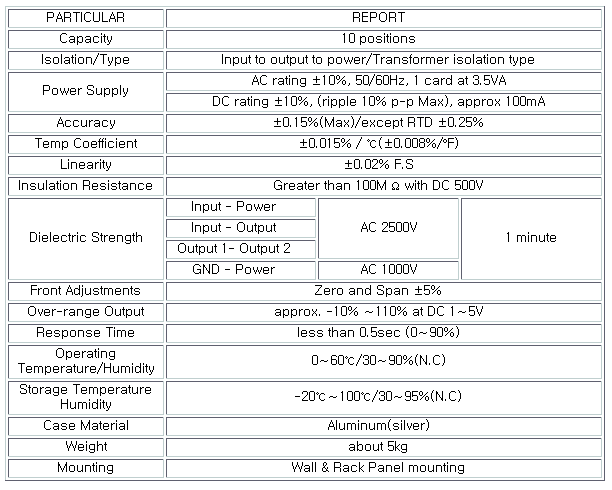 PARTICULAR REPORT
Capacity 10 positions
Isolation/Type Input to output to power/Transformer isolation type
Power Supply AC rating ±10%, 50/60Hz, 1 card at 3.5VA
DC rating ±10%, (ripple 10% p-p Max), approx 100mA
Accuracy ±0.15%(Max)/except RTD ±0.25%
Temp Coefficient ±0.015% / ℃(±0.008%/℉)
Linearity ±0.02% F.S
Insulation Resistance Greater than 100M Ω with DC 500V
Dielectric Strength
Input - Power
Input - Output
Output 1- Output 2
AC 2500V
1 minute
GND - Power AC 1000V
Front Adjustments Zero and Span ±5%
Over-range Output approx. -10% ~110% at DC 1~5V
Response Time less than 0.5sec (0~90%)
Operating
Temperature/Humidity
0~60℃/30~90%(N.C)
Storage Temperature
Humidity
-20℃~100℃/30~95%(N.C)
Case Material Aluminum(silver)
Weight about 5kg
Mounting Wall & Rack Panel mounting